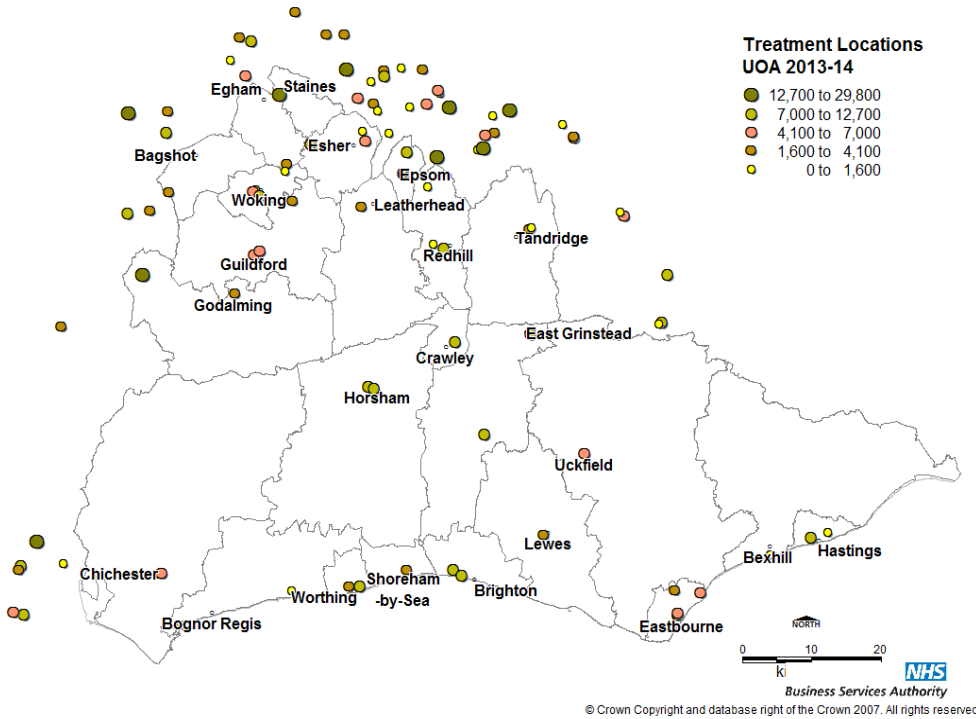 Treatment Locations
UOA 2013-14
12,700 to 29,800
7,000 to 12,700
4,100 to 7,000
1,600 to 4,100
0 to 1,600
Egham
Staines
Bagshot
Esher
Epsom
Woking
Leatherhead
Redhill
Tandridge
Guildford
Godalming
East Grinstead
Crawley
Horsham
Uckfield
Lewes
Bexhill
Hastings
Chichester
Worthing
Shoreham
-by-Sea
Brighton
Bognor Regis
Eastbourne
NORTH
0 10 20
ki
NHS
Business Services Authority
© Crown Copyright and database right of the Crown 2007. All rights reserved